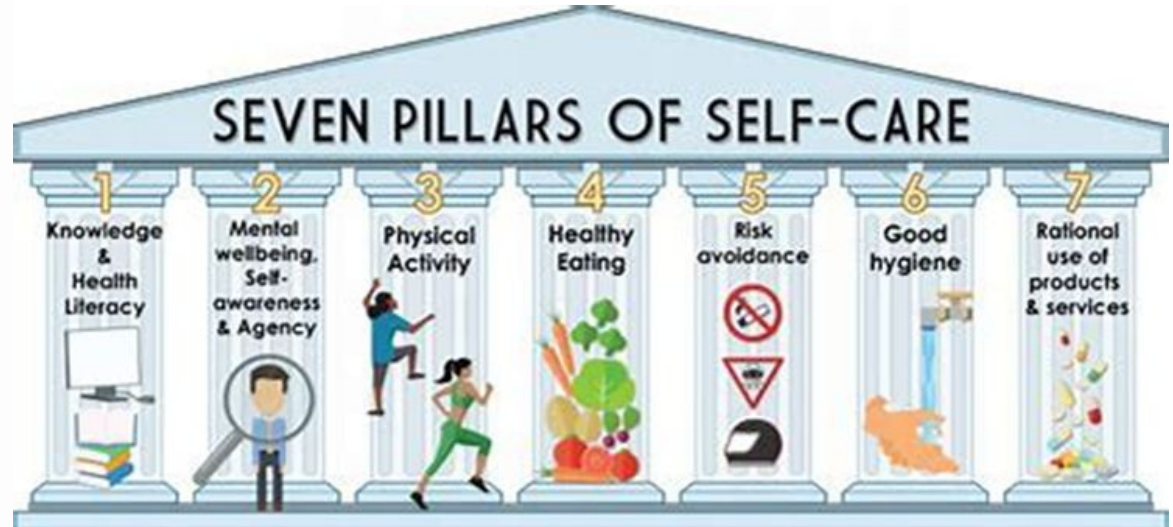 SEVEN PILLARS OF SELF-CARE
1
Knowledge
&
Health
Literacy
2
Mental
wellbeing,
Self-
awareness
& Agency
3
Physical
Activity
4
Healthy
Eating
5
Risk
avoidance
6
Good
hygiene
7
Rational
use of
products
& services